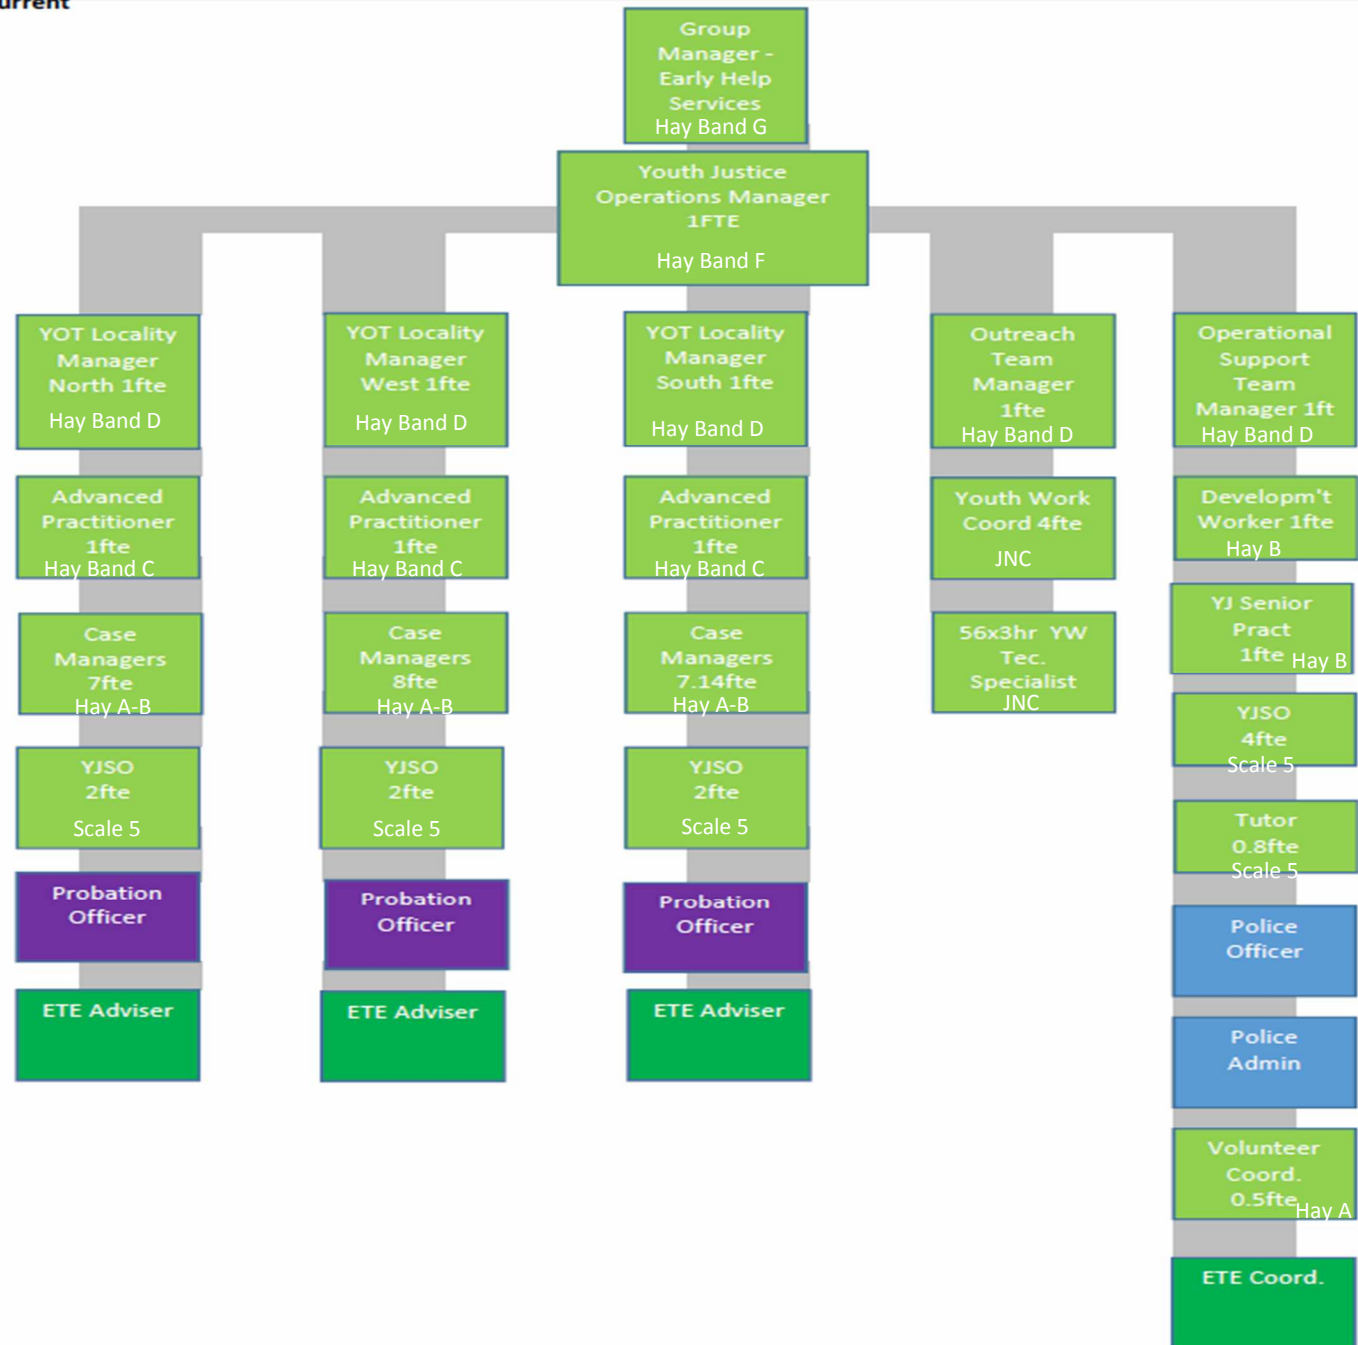 Group
Manager -
Early Help
Services
Hay Band G
Youth Justice
Operations Manager
1FTE
Hay Band F
YOT Locality
Manager
North 1fte
Hay Band D
Advanced
Practitioner
1fte
Hay Band C
Case
Managers
7fte
Hay A-B
YJSO
2fte
Scale 5
Probation
Officer
ETE Adviser
YOT Locality
Manager
West 1fte
Hay Band D
Advanced
Practitioner
1fte
Hay Band C
Case
Managers
8fte
Hay A-B
YJSO
2fte
Scale 5
Probation
Officer
ETE Adviser
YOT Locality
Manager
South 1fte
Hay Band D
Advanced
Practitioner
1fte
Hay Band C
Case
Managers
7.14fte
Hay A-B
YJSO
2fte
Scale 5
Probation
Officer
ETE Adviser
Outreach
Team
Manager
1fte
Hay Band D
Youth Work
Coord 4fte
JNC
56x3hr YW
Tec.
Specialist
JNC
Operational
Support
Team
Manager 1ft
Hay Band D
Developm't
Worker 1fte
Hay B
YJ Senior
Pract
1fte Hay B
YJSO
4fte
Scale 5
Tutor
0.8fte
Scale 5
Police
Officer
Police
Admin
Volunteer
Coord.
0.5fte Hay A
ETE Coord.